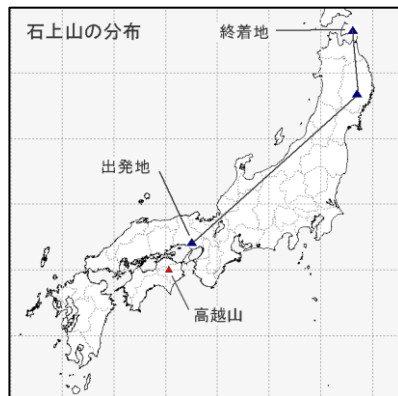 石上山の分布
終着地
出発地
高越山